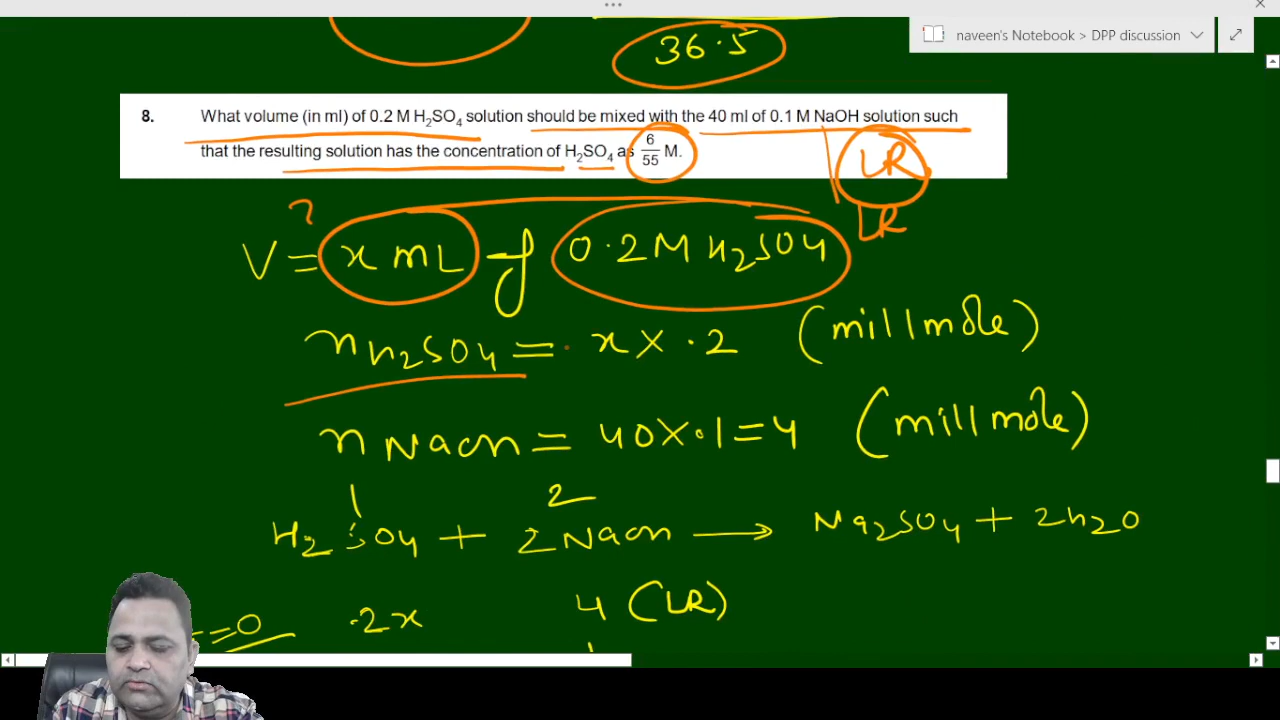 naveen's Notebook > DPP discussion
36.5
8. What volume (in ml) of 0.2 M H₂SO₄ solution should be mixed with the 40 ml of 0.1 M NaOH solution such
that the resulting solution has the concentration of H₂SO₄ as 6/55 M.
LR
LR
?
V = x mL of 0.2 M H2SO4
nH2SO4 = x X .2 (millmole)
n NaOH = 40X.1 = 4 (millmole)
1 2
H2SO4 + 2NaOH → Na2SO4 + 2H2O
.2x 4 (LR)
=0